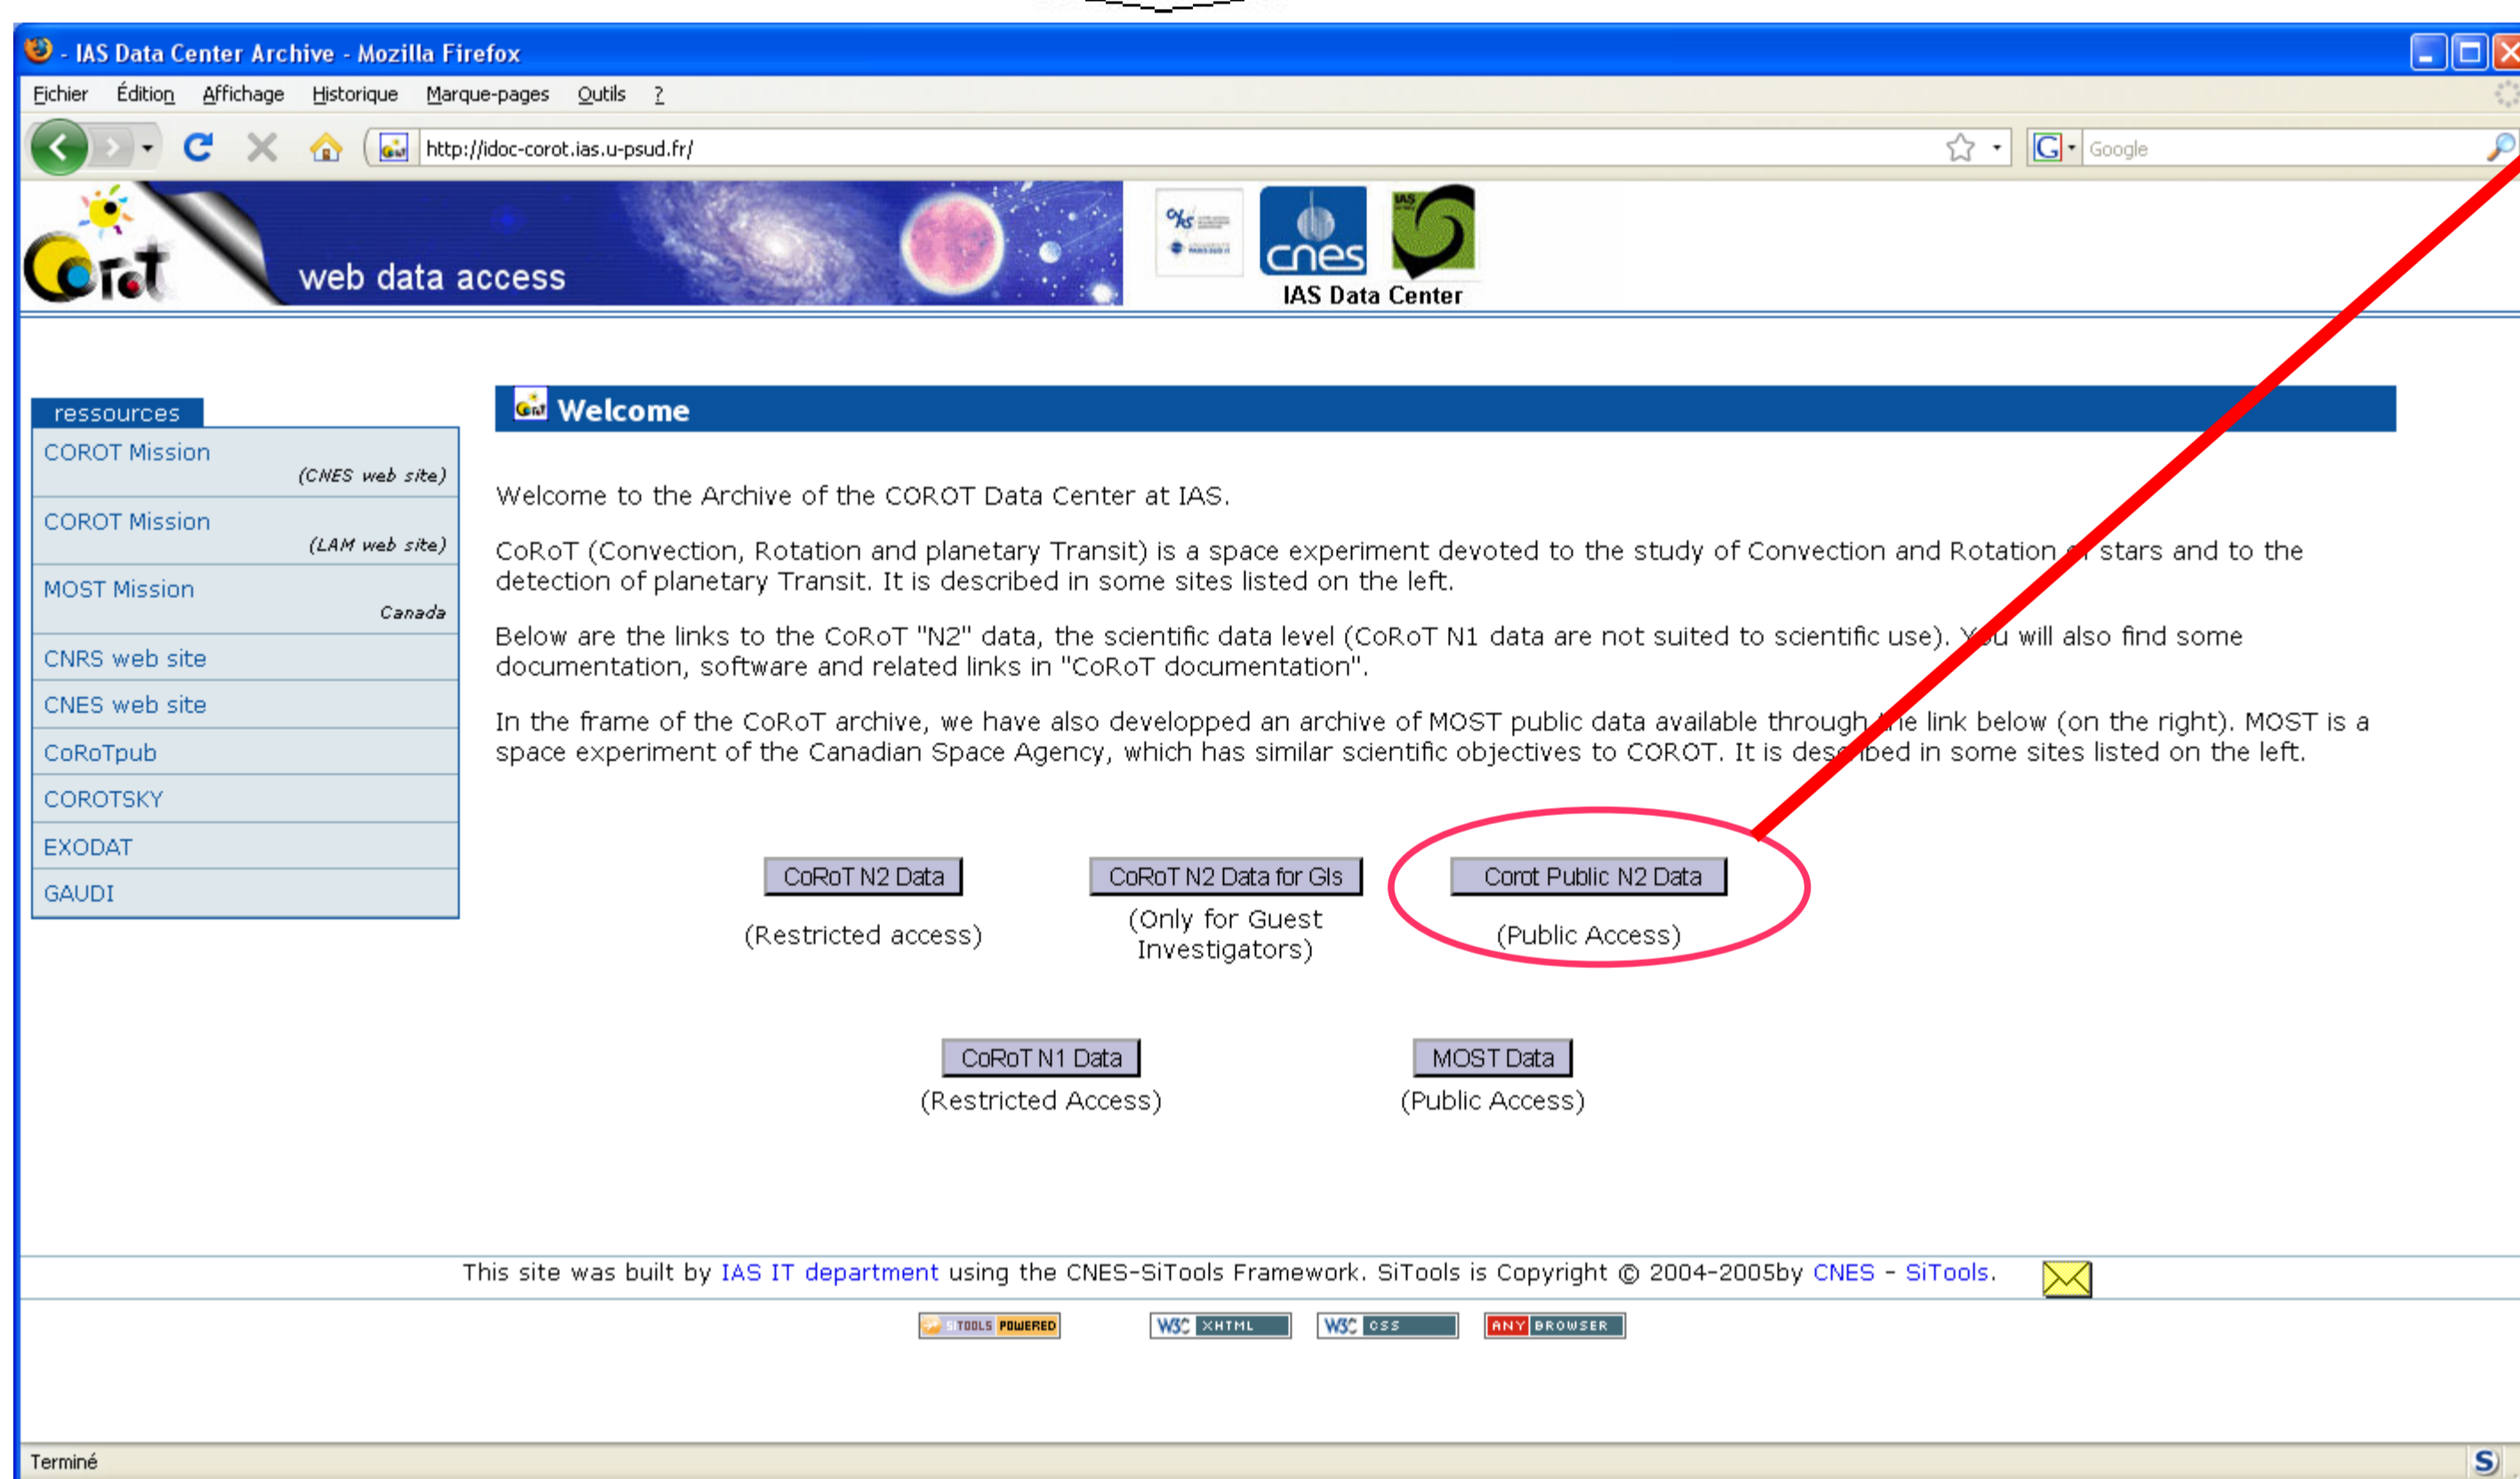 - IAS Data Center Archive - Mozilla Firefox
Fichier Édition Affichage Historique Marque-pages Outils ?
http://idoc-corot.ias.u-psud.fr/
Google
Corot
web data access
cnes
IAS
IAS Data Center
ressources
COROT Mission
(CNES web site)
COROT Mission
(LAM web site)
MOST Mission
Canada
CNRS web site
CNES web site
CoRoTpub
COROTSKY
EXODAT
GAUDI
Welcome
Welcome to the Archive of the COROT Data Center at IAS.
CoRoT (Convection, Rotation and planetary Transit) is a space experiment devoted to the study of Convection and Rotation of stars and to the
detection of planetary Transit. It is described in some sites listed on the left.
Below are the links to the CoRoT "N2" data, the scientific data level (CoRoT N1 data are not suited to scientific use). You will also find some
documentation, software and related links in "CoRoT documentation".
In the frame of the CoRoT archive, we have also developped an archive of MOST public data available through the link below (on the right). MOST is a
space experiment of the Canadian Space Agency, which has similar scientific objectives to COROT. It is described in some sites listed on the left.
CoRoT N2 Data
(Restricted access)
CoRoT N2 Data for GIs
(Only for Guest
Investigators)
Corot Public N2 Data
(Public Access)
CoRoT N1 Data
(Restricted Access)
MOST Data
(Public Access)
This site was built by IAS IT department using the CNES-SiTools Framework. SiTools is Copyright © 2004-2005by CNES - SiTools.
SITOOLS POWERED
W3C XHTML
W3C CSS
ANY BROWSER
Terminé